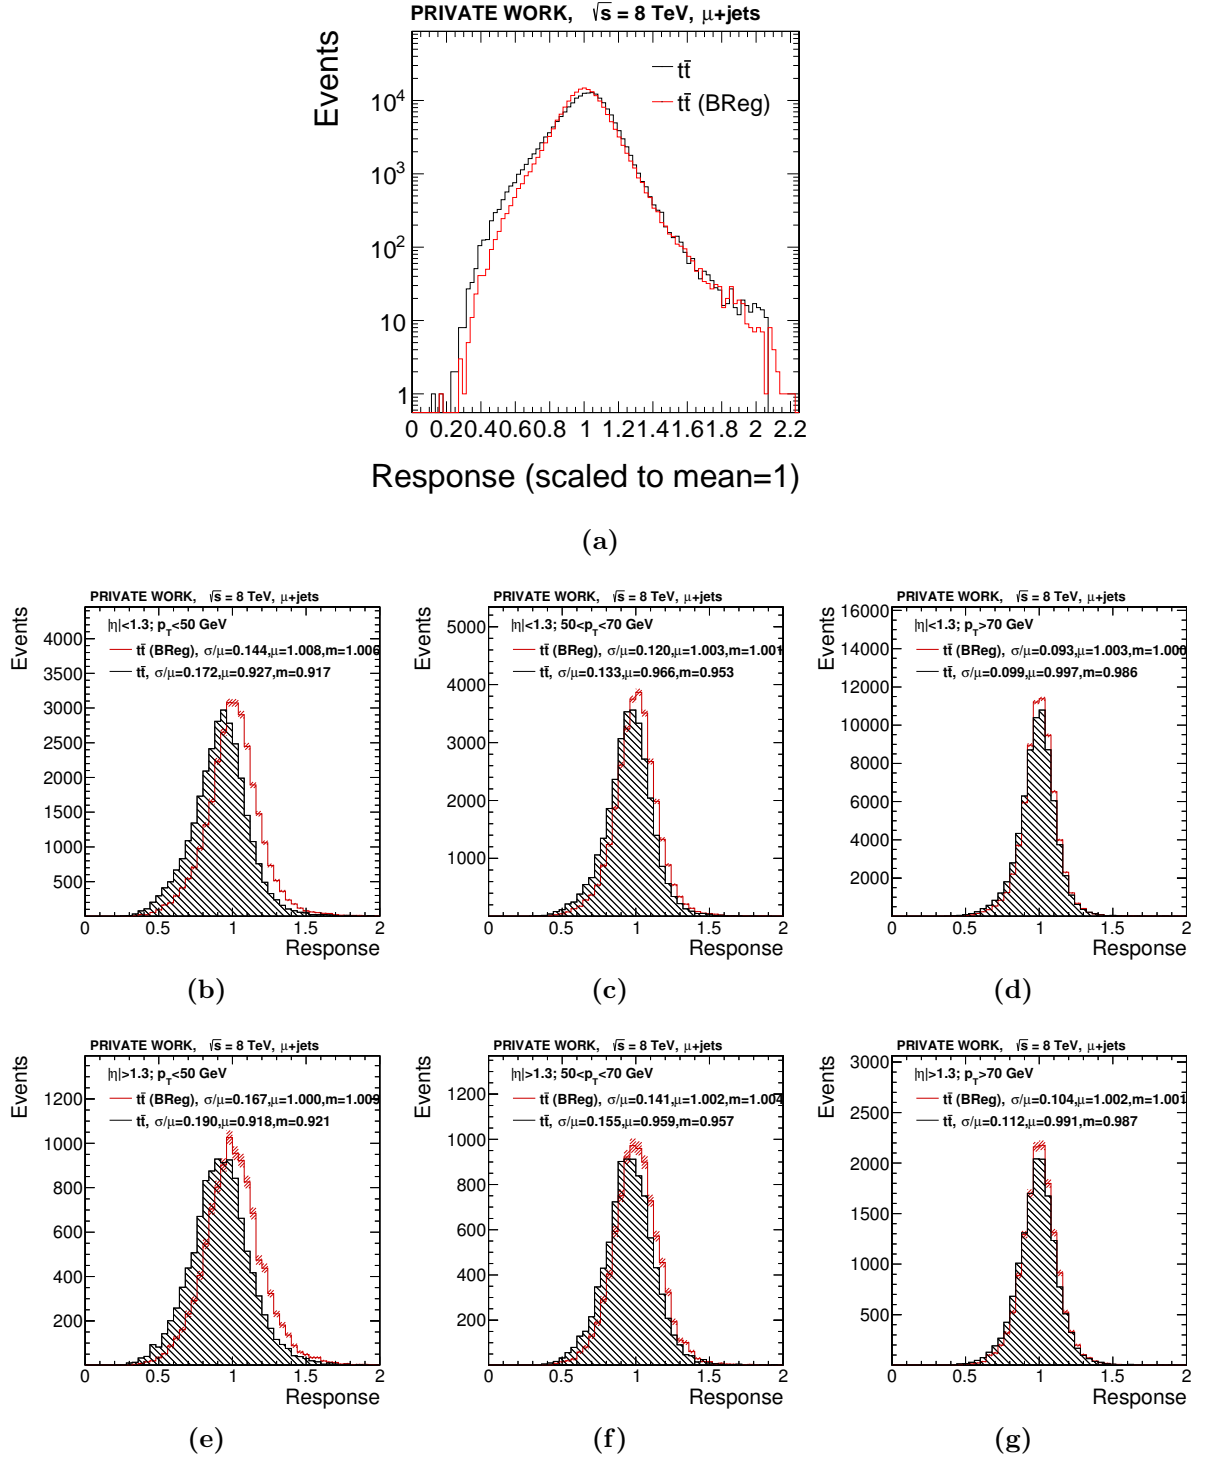 PRIVATE WORK, √s = 8 TeV, μ+jets
Events
tt̄
tt̄ (BReg)
10⁴
10³
10²
10
1
0 0.2 0.4 0.6 0.8 1 1.2 1.4 1.6 1.8 2 2.2
Response (scaled to mean=1)
(a)
PRIVATE WORK, √s = 8 TeV, μ+jets
Events
|η|<1.3; p_T<50 GeV
tt̄ (BReg), σ/μ=0.144,μ=1.008,m=1.006
tt̄, σ/μ=0.172,μ=0.927,m=0.917
4000
3500
3000
2500
2000
1500
1000
500
0 0.5 1 1.5 2
Response
(b)
PRIVATE WORK, √s = 8 TeV, μ+jets
Events
|η|<1.3; 50<p_T<70 GeV
tt̄ (BReg), σ/μ=0.120,μ=1.003,m=1.001
tt̄, σ/μ=0.133,μ=0.966,m=0.953
5000
4000
3000
2000
1000
0 0.5 1 1.5 2
Response
(c)
PRIVATE WORK, √s = 8 TeV, μ+jets
Events
|η|<1.3; p_T>70 GeV
tt̄ (BReg), σ/μ=0.093,μ=1.003,m=1.000
tt̄, σ/μ=0.099,μ=0.997,m=0.986
16000
14000
12000
10000
8000
6000
4000
2000
0 0.5 1 1.5 2
Response
(d)
PRIVATE WORK, √s = 8 TeV, μ+jets
Events
|η|>1.3; p_T<50 GeV
tt̄ (BReg), σ/μ=0.167,μ=1.000,m=1.009
tt̄, σ/μ=0.190,μ=0.918,m=0.921
1200
1000
800
600
400
200
0 0.5 1 1.5 2
Response
(e)
PRIVATE WORK, √s = 8 TeV, μ+jets
Events
|η|>1.3; 50<p_T<70 GeV
tt̄ (BReg), σ/μ=0.141,μ=1.002,m=1.004
tt̄, σ/μ=0.155,μ=0.959,m=0.957
1200
1000
800
600
400
200
0 0.5 1 1.5 2
Response
(f)
PRIVATE WORK, √s = 8 TeV, μ+jets
Events
|η|>1.3; p_T>70 GeV
tt̄ (BReg), σ/μ=0.104,μ=1.002,m=1.001
tt̄, σ/μ=0.112,μ=0.991,m=0.987
3000
2500
2000
1500
1000
500
0 0.5 1 1.5 2
Response
(g)